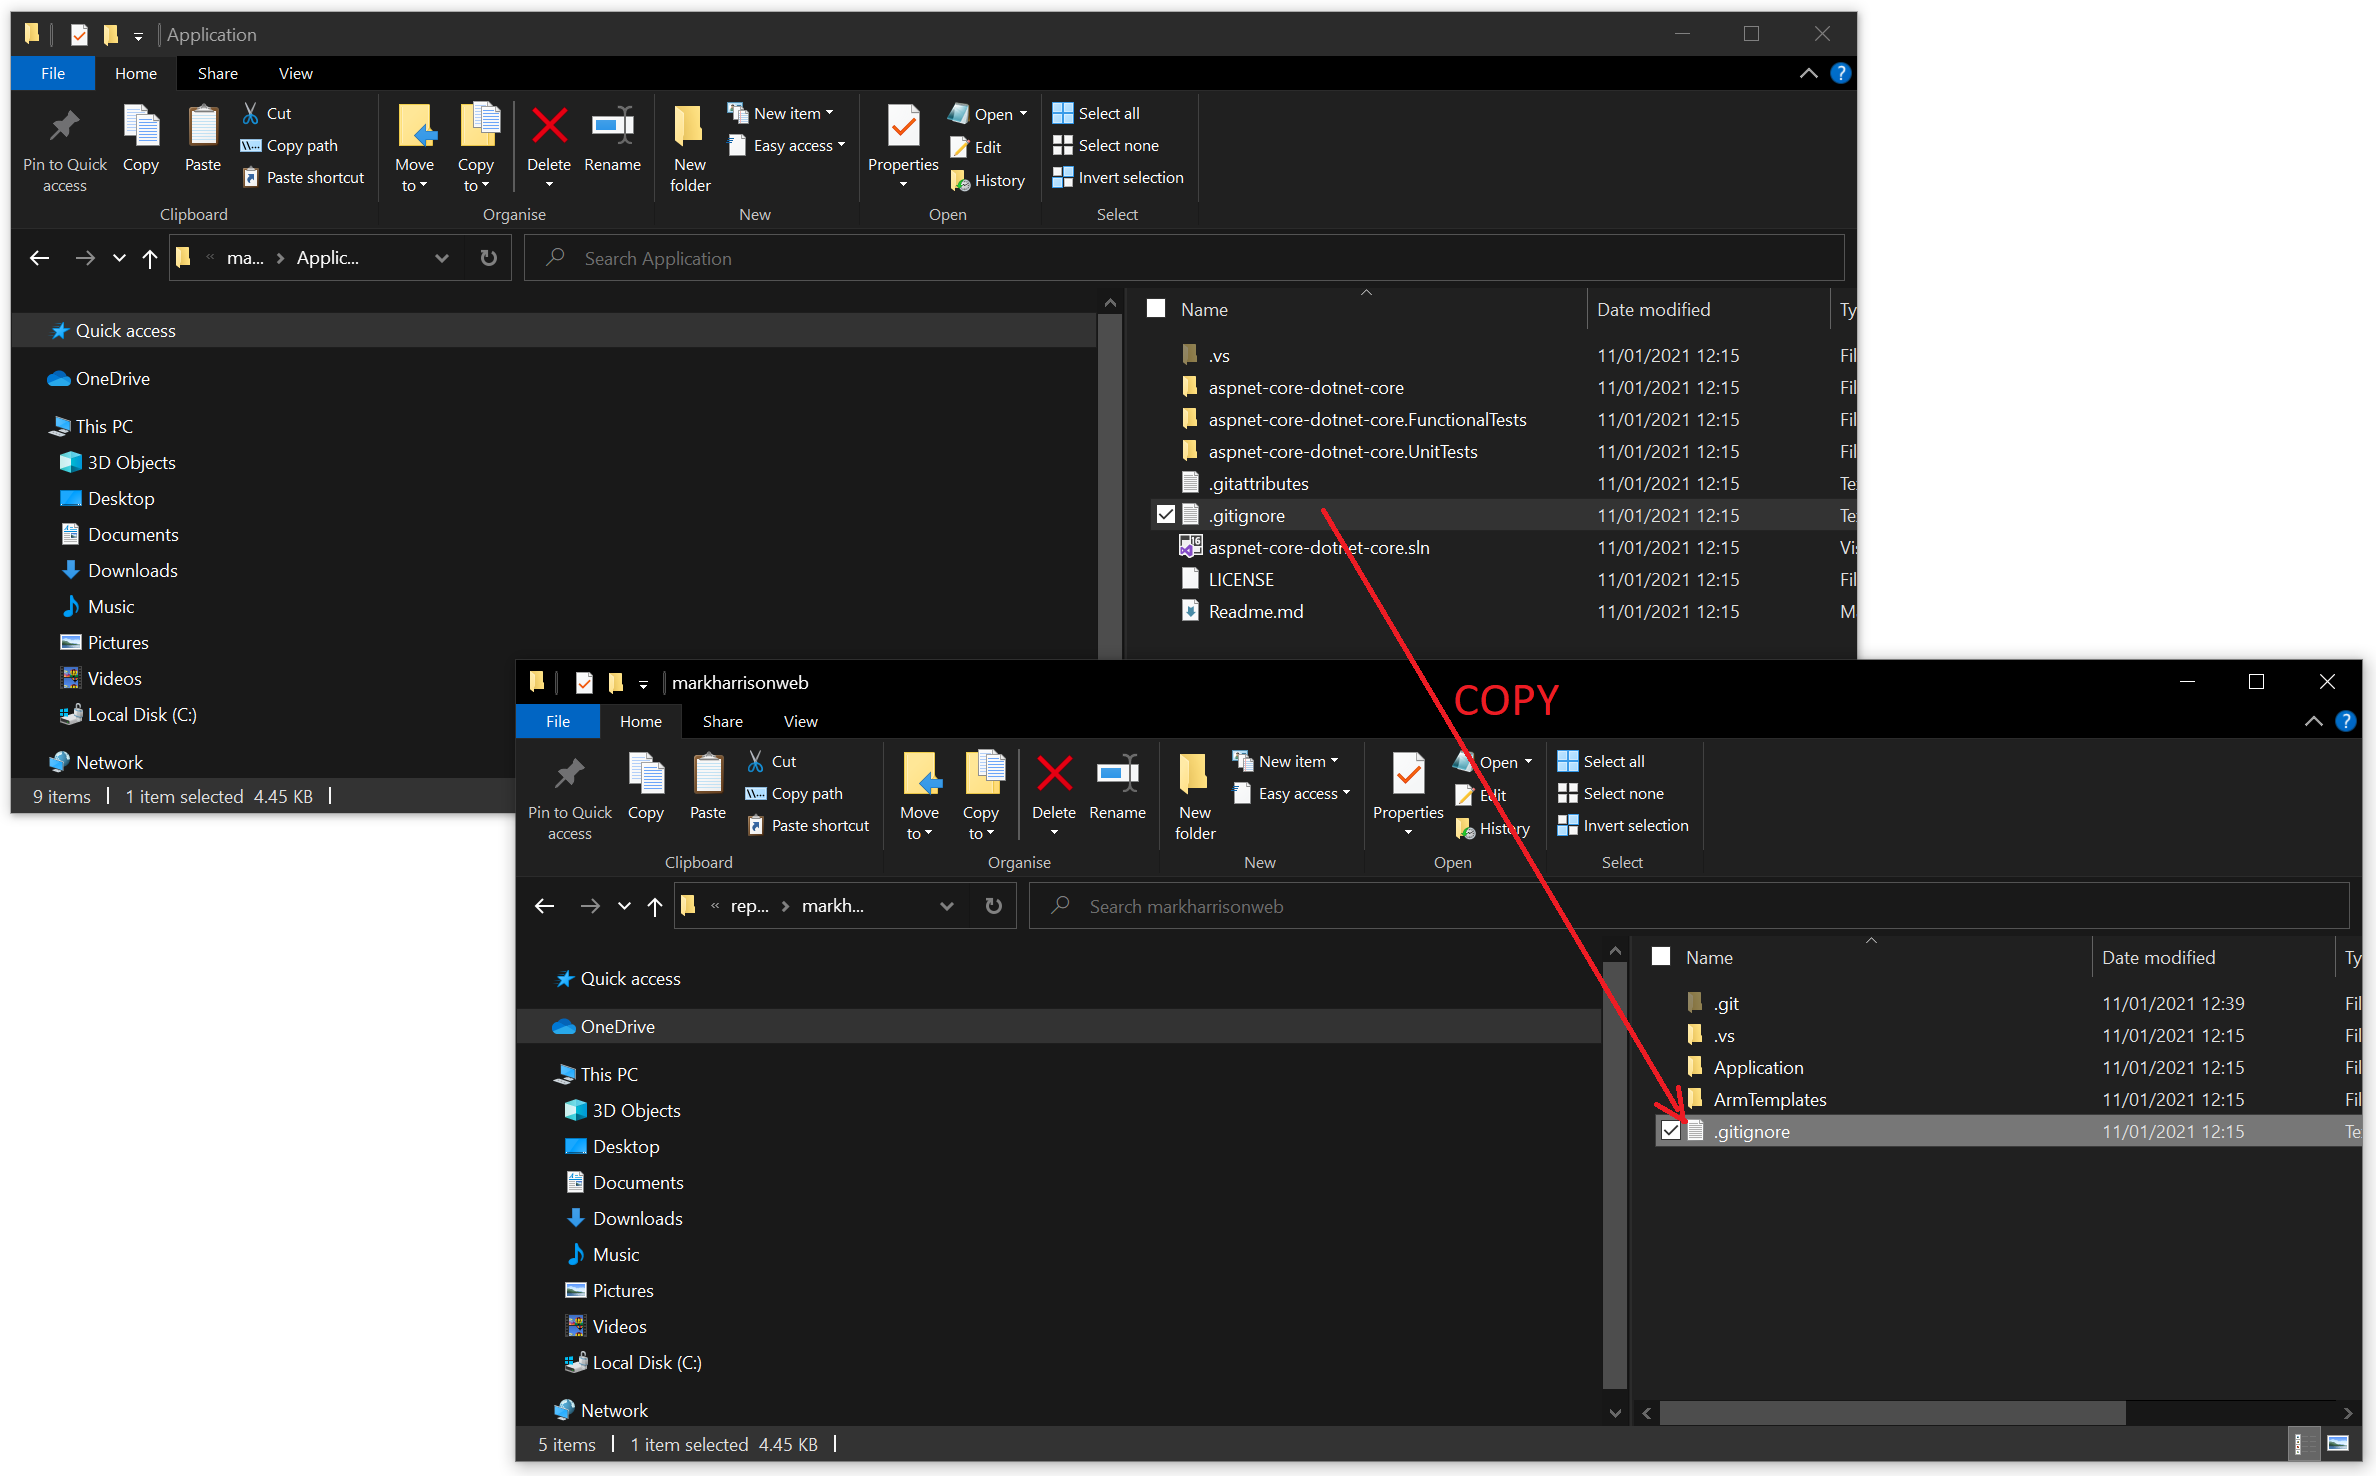 Application
File Home Share View
Pin to Quick access
Copy
Paste
Cut
Copy path
Paste shortcut
Clipboard
Move to
Copy to
Delete
Rename
Organise
New folder
New item
Easy access
New
Properties
Open
Edit
History
Open
Select all
Select none
Invert selection
Select
« ma... > Applic...
Search Application
Quick access
OneDrive
This PC
3D Objects
Desktop
Documents
Downloads
Music
Pictures
Videos
Local Disk (C:)
Network
Name Date modified Ty
.vs 11/01/2021 12:15 Fil
aspnet-core-dotnet-core 11/01/2021 12:15 Fil
aspnet-core-dotnet-core.FunctionalTests 11/01/2021 12:15 Fil
aspnet-core-dotnet-core.UnitTests 11/01/2021 12:15 Fil
.gitattributes 11/01/2021 12:15 Te
.gitignore 11/01/2021 12:15 Te
aspnet-core-dotnet-core.sln 11/01/2021 12:15 Vi
LICENSE 11/01/2021 12:15 Fil
Readme.md 11/01/2021 12:15 M
9 items 1 item selected 4.45 KB
markharrisonweb
COPY
File Home Share View
Pin to Quick access
Copy
Paste
Cut
Copy path
Paste shortcut
Clipboard
Move to
Copy to
Delete
Rename
Organise
New folder
New item
Easy access
New
Properties
Open
Edit
History
Open
Select all
Select none
Invert selection
Select
« rep... > markh...
Search markharrisonweb
Quick access
OneDrive
This PC
3D Objects
Desktop
Documents
Downloads
Music
Pictures
Videos
Local Disk (C:)
Network
Name Date modified Ty
.git 11/01/2021 12:39 Fil
.vs 11/01/2021 12:15 Fil
Application 11/01/2021 12:15 Fil
ArmTemplates 11/01/2021 12:15 Fil
.gitignore 11/01/2021 12:15 Te
5 items 1 item selected 4.45 KB